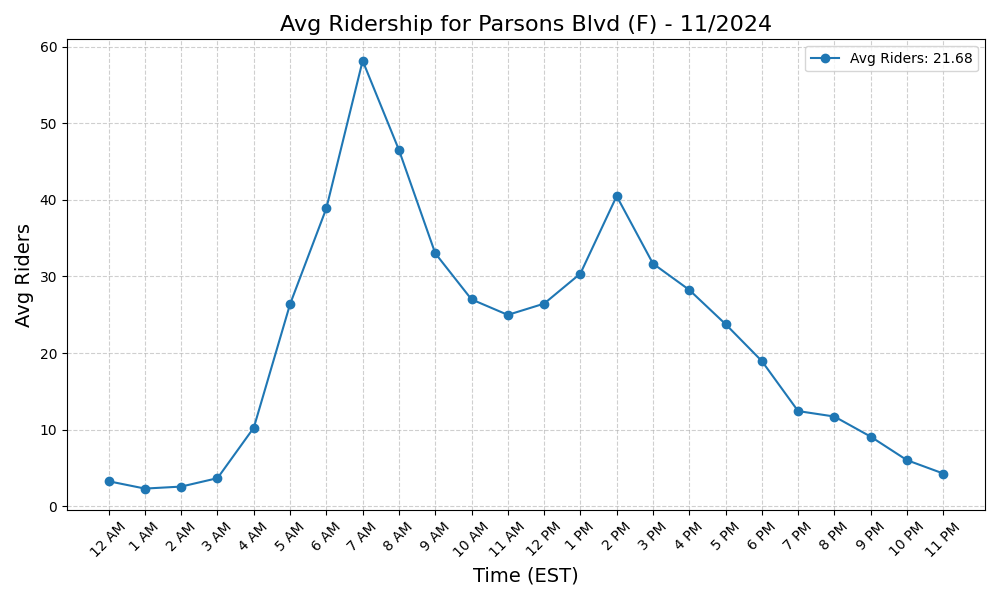 Avg Ridership for Parsons Blvd (F) - 11/2024
Avg Riders: 21.68
60
50
40
30
20
10
0
Avg Riders
12 AM
1 AM
2 AM
3 AM
4 AM
5 AM
6 AM
7 AM
8 AM
9 AM
10 AM
11 AM
12 PM
1 PM
2 PM
3 PM
4 PM
5 PM
6 PM
7 PM
8 PM
9 PM
10 PM
11 PM
Time (EST)